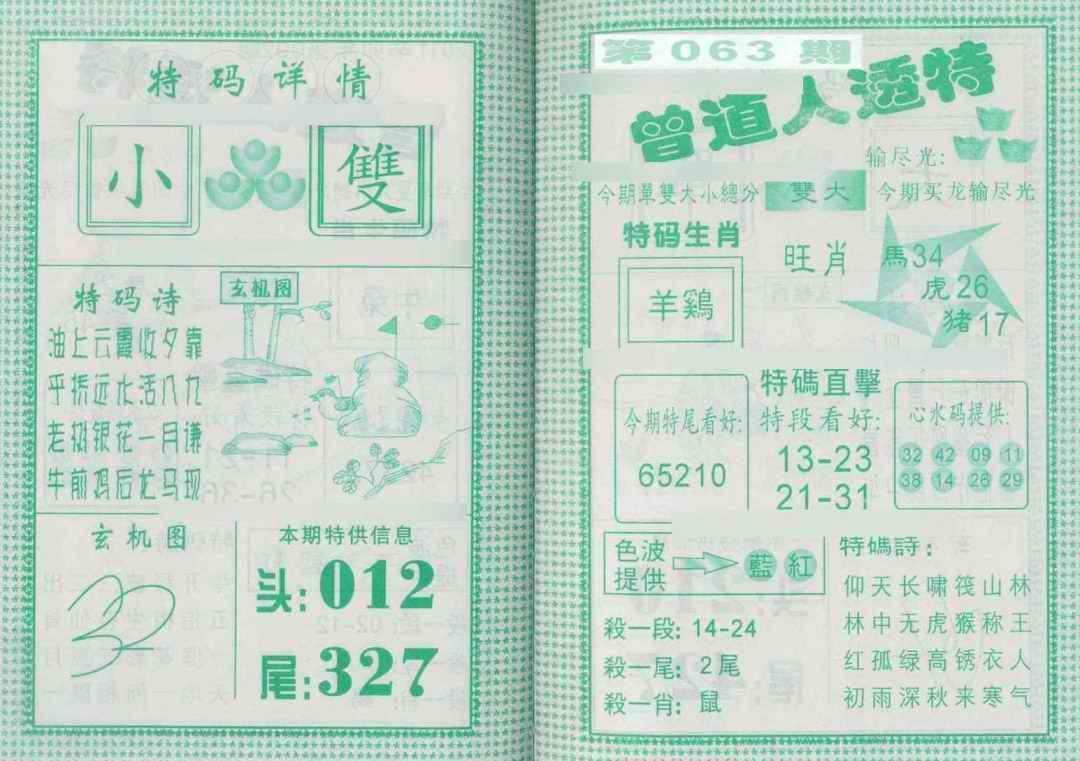 特码详情
小
雙
特码诗
油上云霞收夕靠
平振远火活八九
老翁银花一月谦
牛前鸡后龙马现
玄机图
玄机图
本期特供信息
头:012
尾:327
第063期
曾道人透特
输尽光:
今期單雙大小總分
雙大
今期买龙输尽光
特码生肖
羊鷄
旺肖
馬34
虎26
猪17
今期特尾看好:
65210
特碼直擊
特段看好:
13-23
21-31
心水码提供:
32 42 09 11
38 14 26 29
色波
提供
藍 紅
殺一段: 14-24
殺一尾: 2尾
殺一肖: 鼠
特碼詩:
仰天长啸筏山林
林中无虎猴称王
红孤绿高锈衣人
初雨深秋来寒气